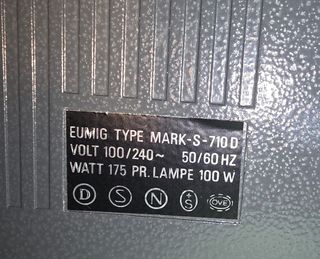 EUMIG TYPE MARK-S-710 D
VOLT 100/240~ 50/60 HZ
WATT 175 PR. LAMPE 100 W
D S N +S ÖVE